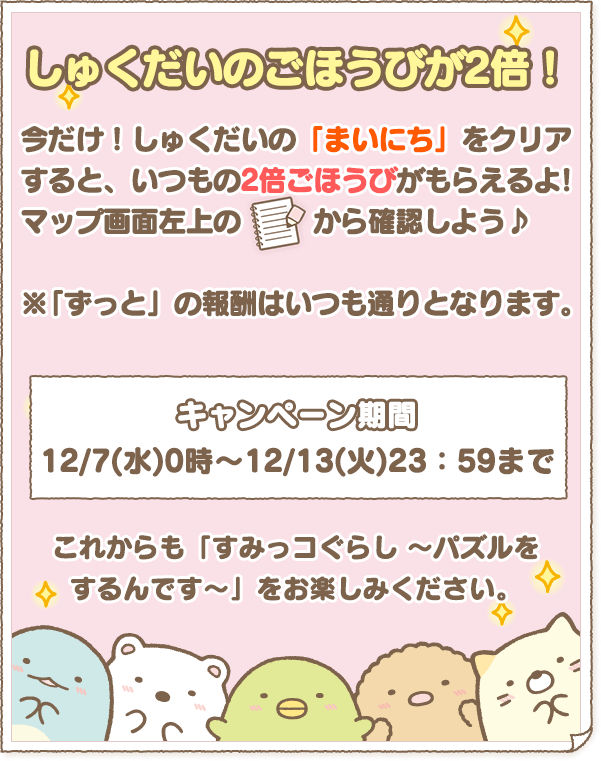 しゅくだいのごほうびが2倍！
今だけ！しゅくだいの「まいにち」をクリア
すると、いつもの2倍ごほうびがもらえるよ!
マップ画面左上の から確認しよう♪
※「ずっと」の報酬はいつも通りとなります。
キャンペーン期間
12/7(水)0時～12/13(火)23：59まで
これからも「すみっコぐらし ～パズルを
するんです～」をお楽しみください。